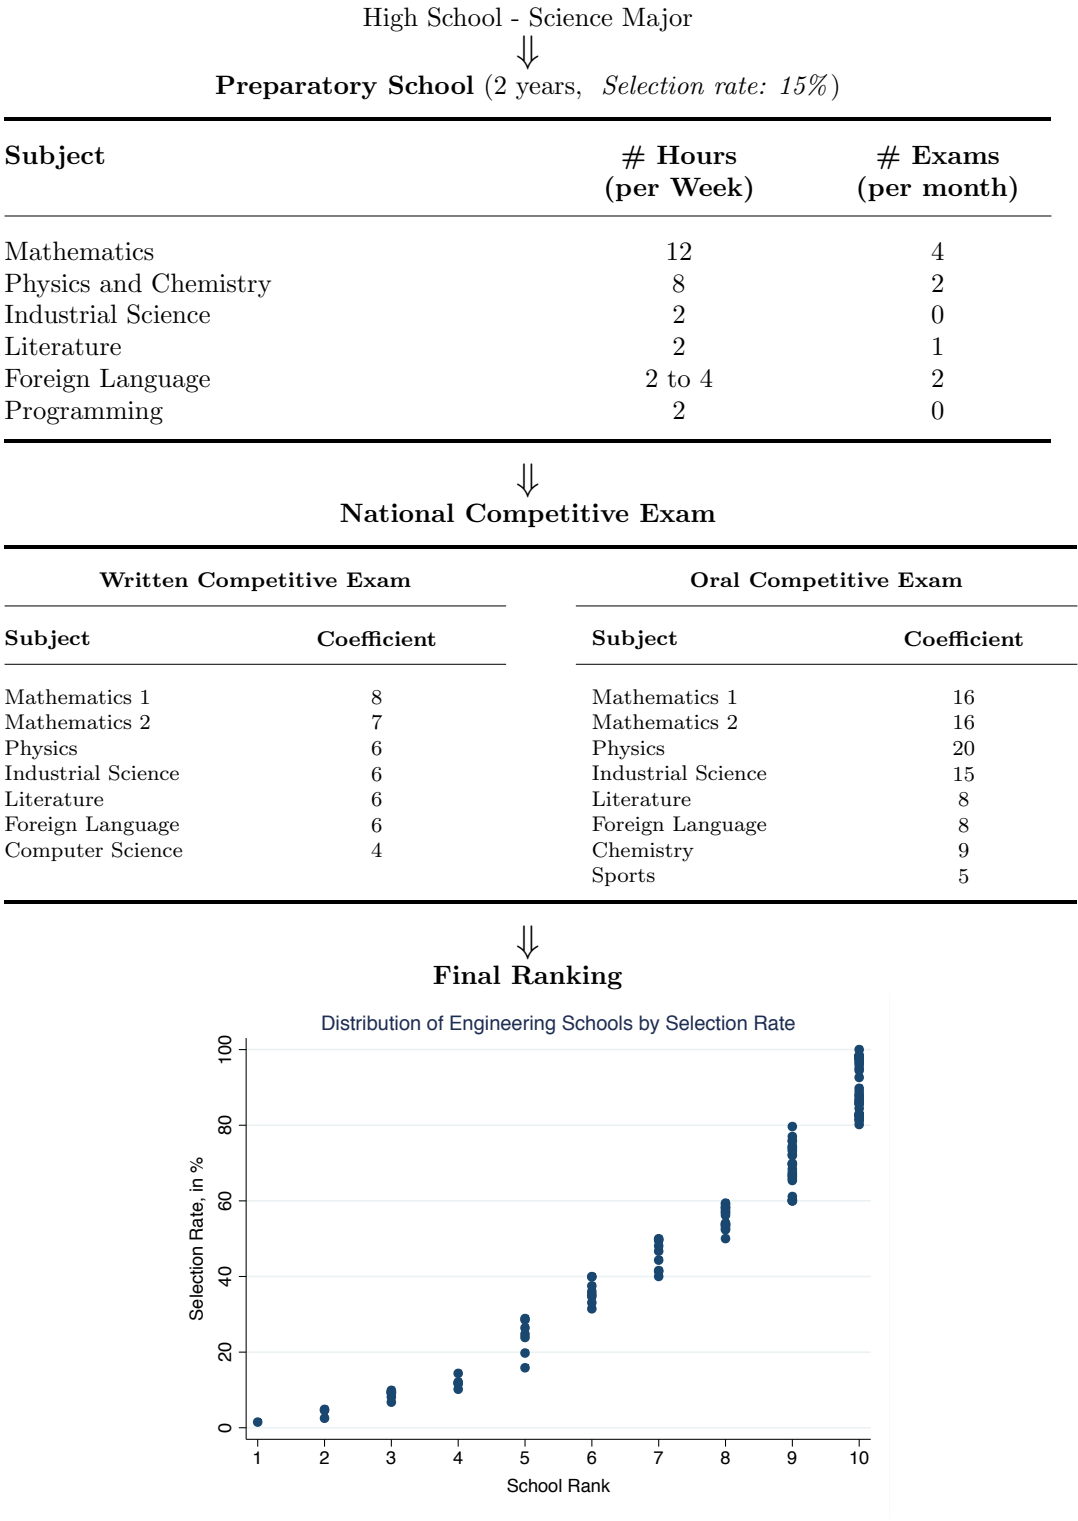 High School - Science Major
⇓
Preparatory School (2 years, Selection rate: 15%)
Subject # Hours # Exams
(per Week) (per month)
Mathematics 12 4
Physics and Chemistry 8 2
Industrial Science 2 0
Literature 2 1
Foreign Language 2 to 4 2
Programming 2 0
⇓
National Competitive Exam
Written Competitive Exam Oral Competitive Exam
Subject Coefficient Subject Coefficient
Mathematics 1 8 Mathematics 1 16
Mathematics 2 7 Mathematics 2 16
Physics 6 Physics 20
Industrial Science 6 Industrial Science 15
Literature 6 Literature 8
Foreign Language 6 Foreign Language 8
Computer Science 4 Chemistry 9
Sports 5
⇓
Final Ranking
Distribution of Engineering Schools by Selection Rate
Selection Rate, in %
100
80
60
40
20
0
1 2 3 4 5 6 7 8 9 10
School Rank